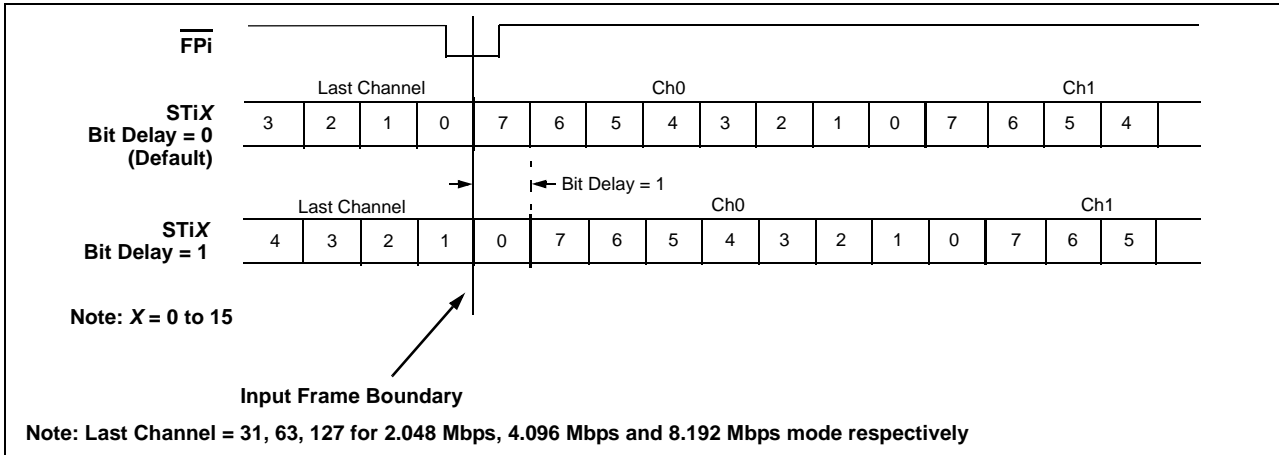 FPi
Last Channel Ch0 Ch1
STiX
Bit Delay = 0
(Default)
3 2 1 0 7 6 5 4 3 2 1 0 7 6 5 4
Bit Delay = 1
Last Channel Ch0 Ch1
STiX
Bit Delay = 1
4 3 2 1 0 7 6 5 4 3 2 1 0 7 6 5
Note: X = 0 to 15
Input Frame Boundary
Note: Last Channel = 31, 63, 127 for 2.048 Mbps, 4.096 Mbps and 8.192 Mbps mode respectively